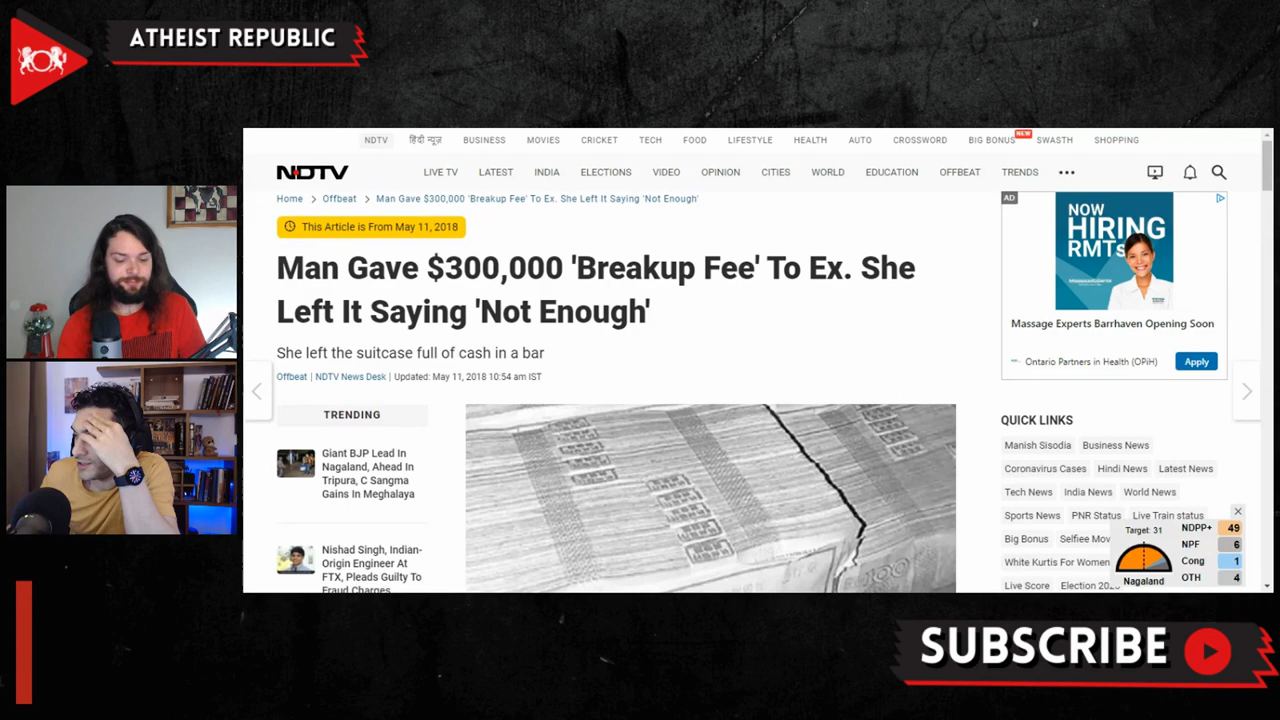 ATHEIST REPUBLIC
NDTV
हिंदी न्यूज़
BUSINESS
MOVIES
CRICKET
TECH
FOOD
LIFESTYLE
HEALTH
AUTO
CROSSWORD
BIG BONUS
NEW
SWASTH
SHOPPING
NDTV
LIVE TV
LATEST
INDIA
ELECTIONS
VIDEO
OPINION
CITIES
WORLD
EDUCATION
OFFBEAT
TRENDS
Home > Offbeat > Man Gave $300,000 'Breakup Fee' To Ex. She Left It Saying 'Not Enough'
This Article is From May 11, 2018
Man Gave $300,000 'Breakup Fee' To Ex. She
Left It Saying 'Not Enough'
She left the suitcase full of cash in a bar
Offbeat | NDTV News Desk | Updated: May 11, 2018 10:54 am IST
TRENDING
Giant BJP Lead In
Nagaland, Ahead In
Tripura, C Sangma
Gains In Meghalaya
Nishad Singh, Indian-
Origin Engineer At
FTX, Pleads Guilty To
Fraud Charges
100
AD
NOW
HIRING
RMTs
Massage Experts Barrhaven Opening Soon
Ontario Partners in Health (OPiH)
Apply
QUICK LINKS
Manish Sisodia
Business News
Coronavirus Cases
Hindi News
Latest News
Tech News
India News
World News
Sports News
PNR Status
Live Train status
Big Bonus
Selfiee Mov
White Kurtis For Women
Live Score
Election 202
Target: 31
Nagaland
NDPP+ 49
NPF 6
Cong 1
OTH 4
SUBSCRIBE